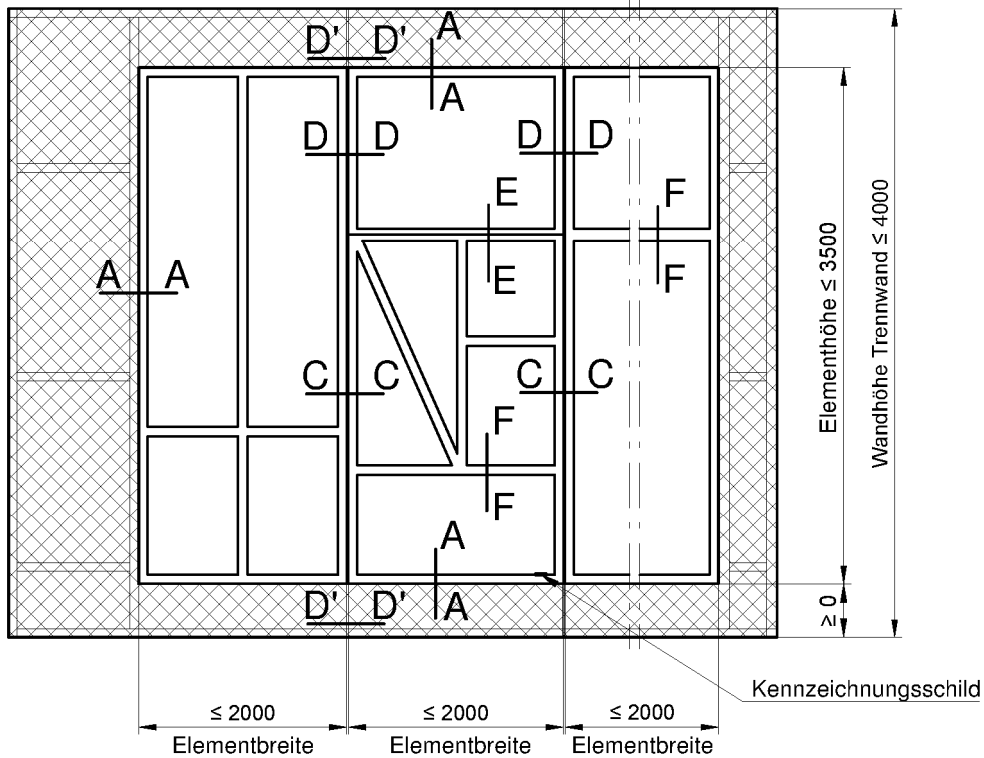 A
D' D'
A
D D
D D
E
F
A A
E
F
C C
C C
F
F
A
D' D'
A
Elementhöhe ≤ 3500
Wandhöhe Trennwand ≤ 4000
≥ 0
Kennzeichnungsschild
≤ 2000
≤ 2000
≤ 2000
Elementbreite
Elementbreite
Elementbreite